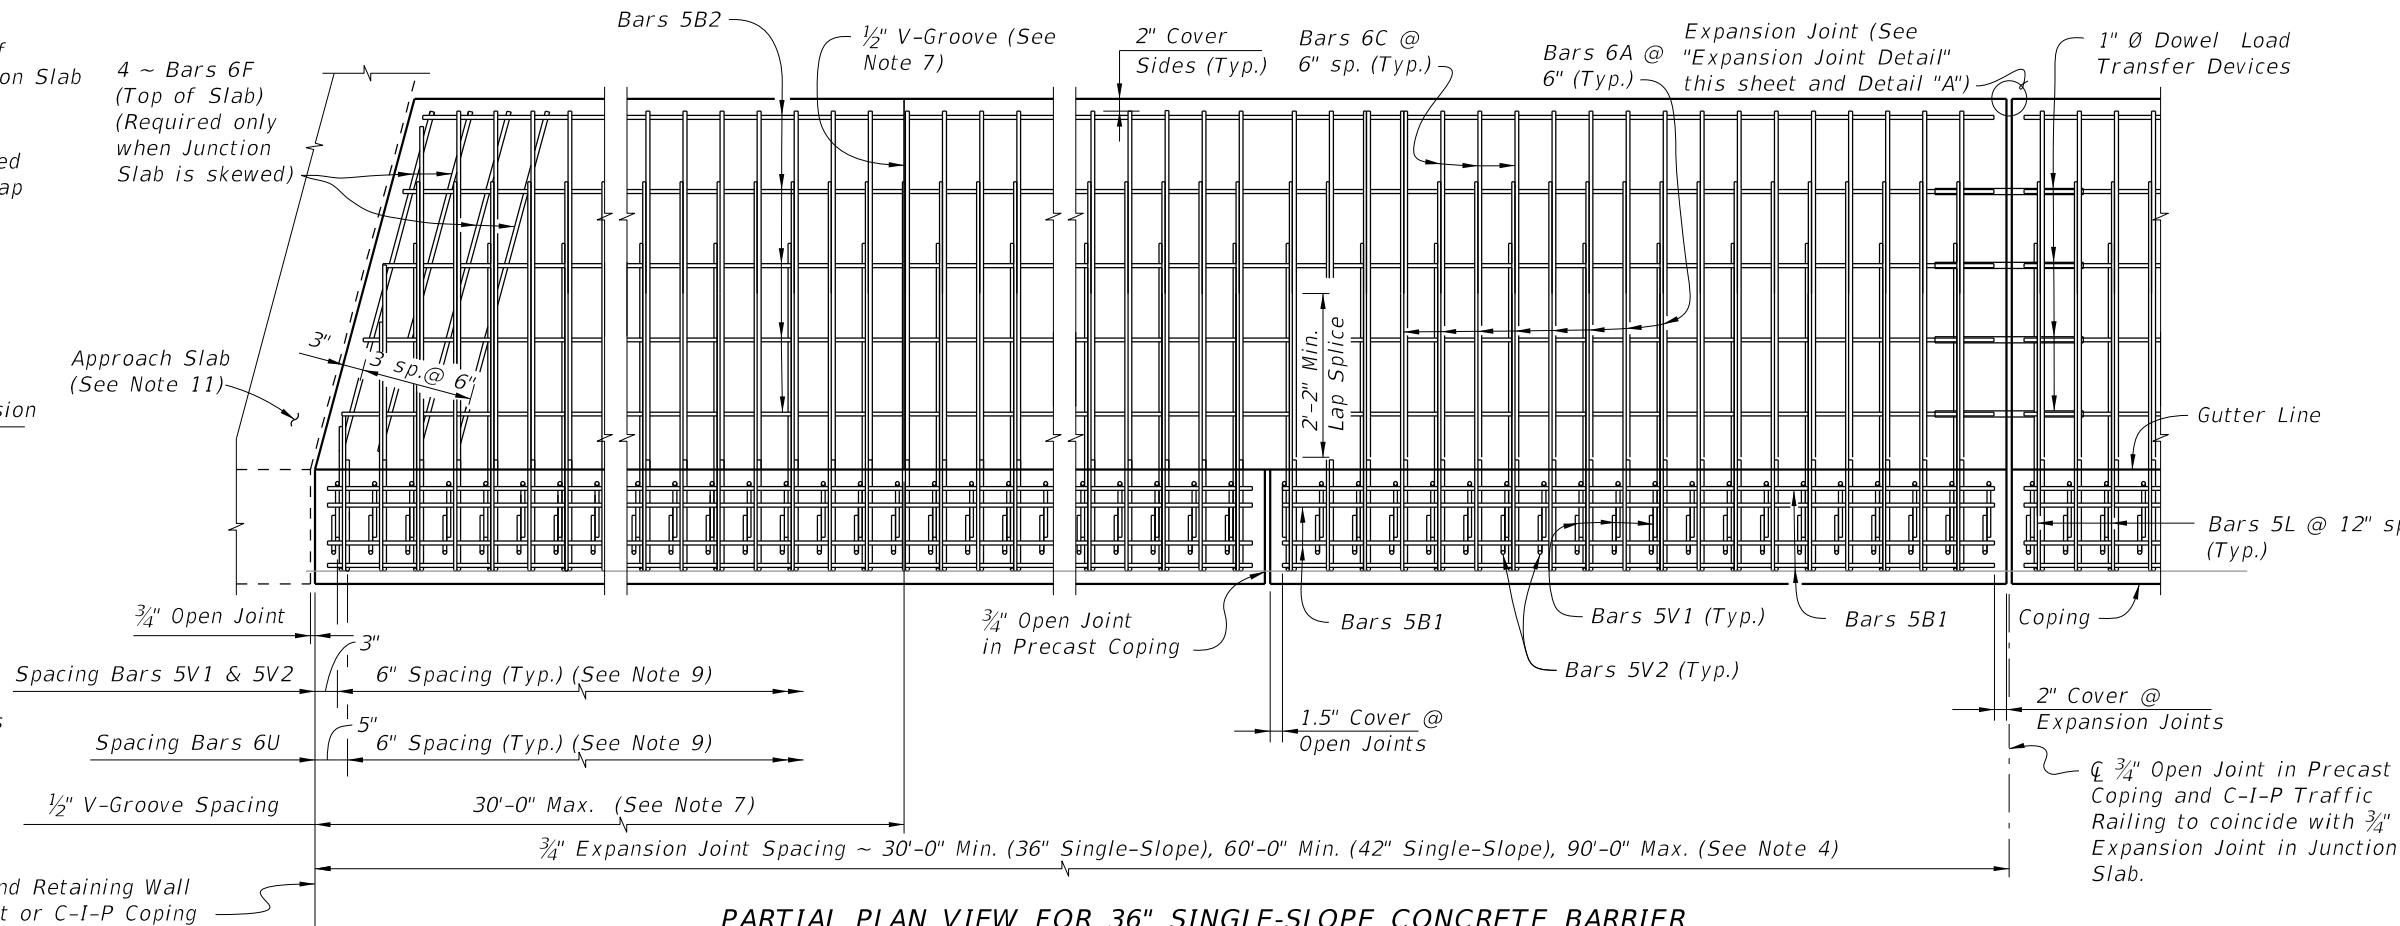 Bars 5B2
½" V-Groove (See
Note 7)
2" Cover
Sides (Typ.)
Bars 6C @
6" sp. (Typ.)
Bars 6A @
6" (Typ.)
Expansion Joint (See
"Expansion Joint Detail"
this sheet and Detail "A")
1" Ø Dowel Load
Transfer Devices
on Slab
4 ~ Bars 6F
(Top of Slab)
(Required only
when Junction
Slab is skewed)
ed
ap
3"
3 sp.@ 6"
Approach Slab
(See Note 11)
sion
2'-2" Min.
Lap Splice
Gutter Line
Bars 5L @ 12" sp
(Typ.)
¾" Open Joint
¾" Open Joint
in Precast Coping
Bars 5B1
Bars 5V1 (Typ.)
Bars 5B1
Coping
Bars 5V2 (Typ.)
3"
Spacing Bars 5V1 & 5V2
6" Spacing (Typ.) (See Note 9)
5"
Spacing Bars 6U
6" Spacing (Typ.) (See Note 9)
1.5" Cover @
Open Joints
2" Cover @
Expansion Joints
½" V-Groove Spacing
30'-0" Max. (See Note 7)
¾" Expansion Joint Spacing ~ 30'-0" Min. (36" Single-Slope), 60'-0" Min. (42" Single-Slope), 90'-0" Max. (See Note 4)
℄ ¾" Open Joint in Precast
Coping and C-I-P Traffic
Railing to coincide with ¾"
Expansion Joint in Junction
Slab.
nd Retaining Wall
t or C-I-P Coping
PARTIAL PLAN VIEW FOR 36" SINGLE-SLOPE CONCRETE BARRIER